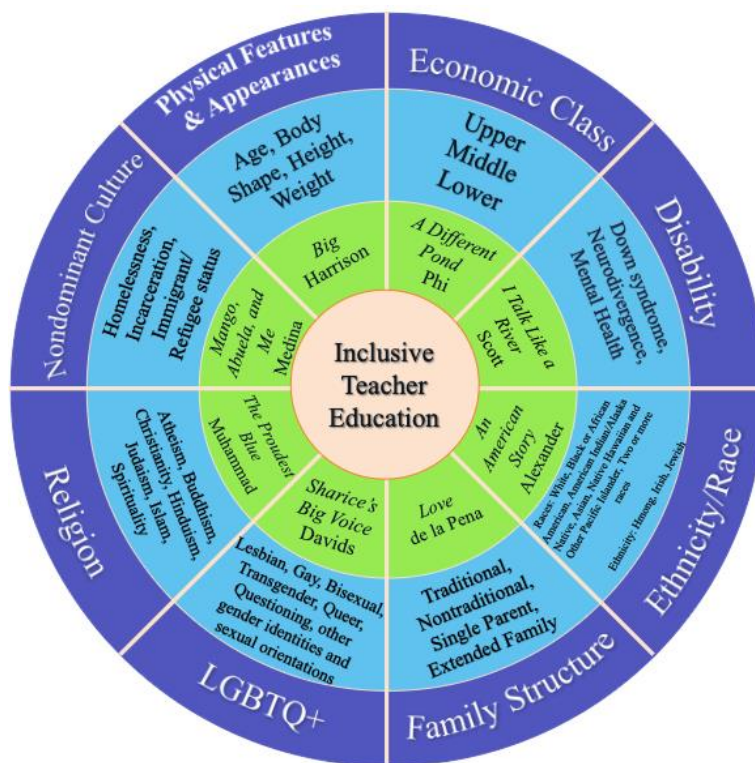 Physical Features
& Appearances
Economic Class
Disability
Ethnicity/Race
Family Structure
LGBTQ+
Religion
Nondominant Culture
Age, Body
Shape, Height,
Weight
Upper
Middle
Lower
Down syndrome,
Neurodivergence,
Mental Health
Races: White, Black or African
American, American Indian/Alaska
Native, Asian, Native Hawaiian and
Other Pacific Islander, Two or more
races
Ethnicity: Hmong, Irish, Jewish
Traditional,
Nontraditional,
Single Parent,
Extended Family
Lesbian, Gay, Bisexual,
Transgender, Queer,
Questioning, other
gender identities and
sexual orientations
Atheism, Buddhism,
Christianity, Hinduism,
Judaism, Islam,
Spirituality
Homelessness,
Incarceration,
Immigrant/
Refugee status
Big
Harrison
A Different
Pond
Phi
I Talk Like a
River
Scott
An
American
Story
Alexander
Love
de la Pena
Sharice's
Big Voice
Davids
The Proudest
Blue
Muhammad
Mango,
Abuela, and
Me
Medina
Inclusive
Teacher
Education